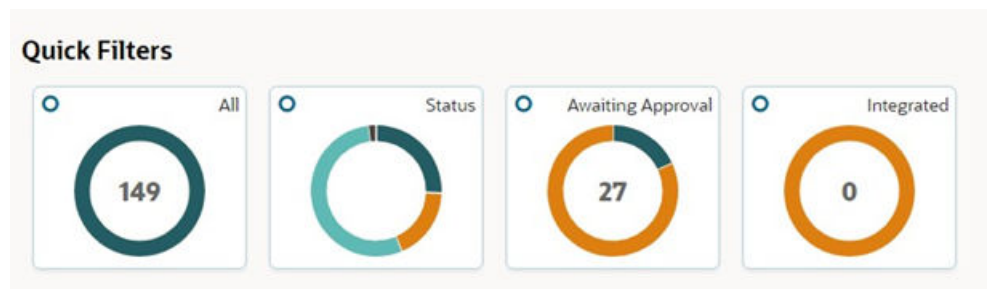 Quick Filters
All
Status
Awaiting Approval
Integrated
149
27
0